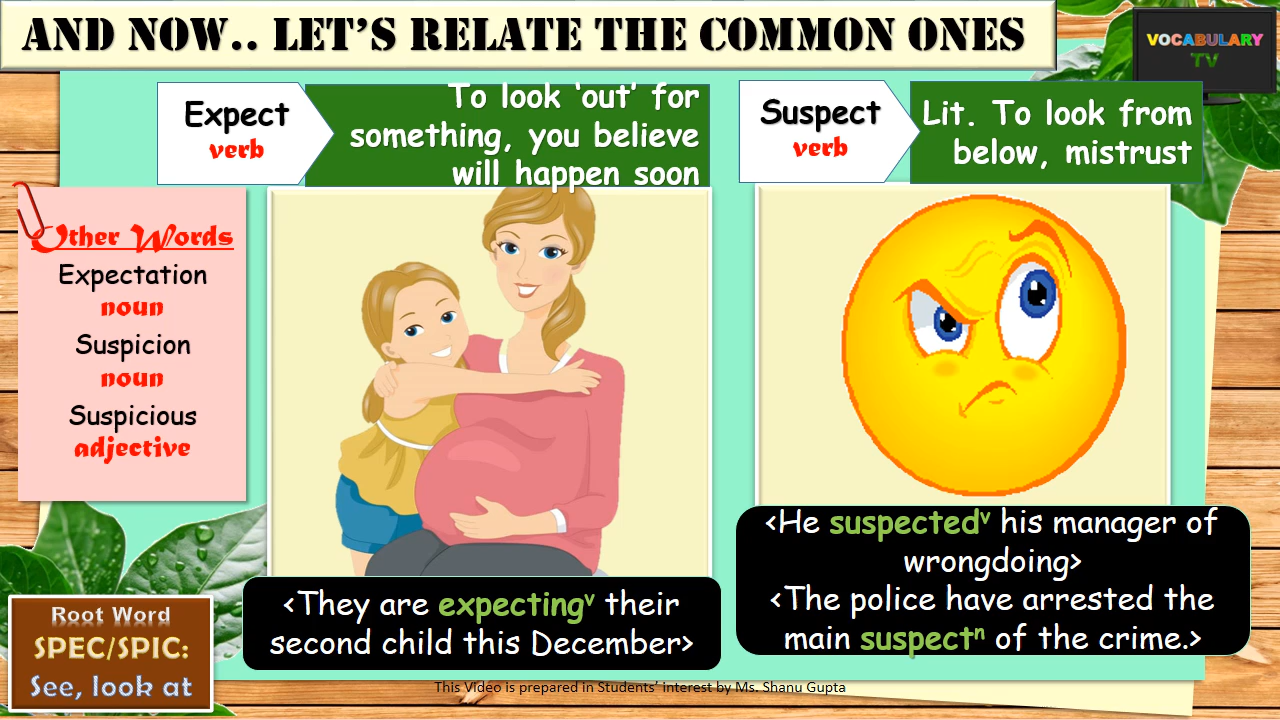 AND NOW.. LET'S RELATE THE COMMON ONES
VOCABULARY
TV
Expect
verb
To look 'out' for
something, you believe
will happen soon
Suspect
verb
Lit. To look from
below, mistrust
Other Words
Expectation
noun
Suspicion
noun
Suspicious
adjective
<They are expectingᵛ their
second child this December>
<He suspectedᵛ his manager of
wrongdoing>
<The police have arrested the
main suspectⁿ of the crime.>
Root Word
SPEC/SPIC:
See, look at
This Video is prepared in Students' interest by Ms. Shanu Gupta